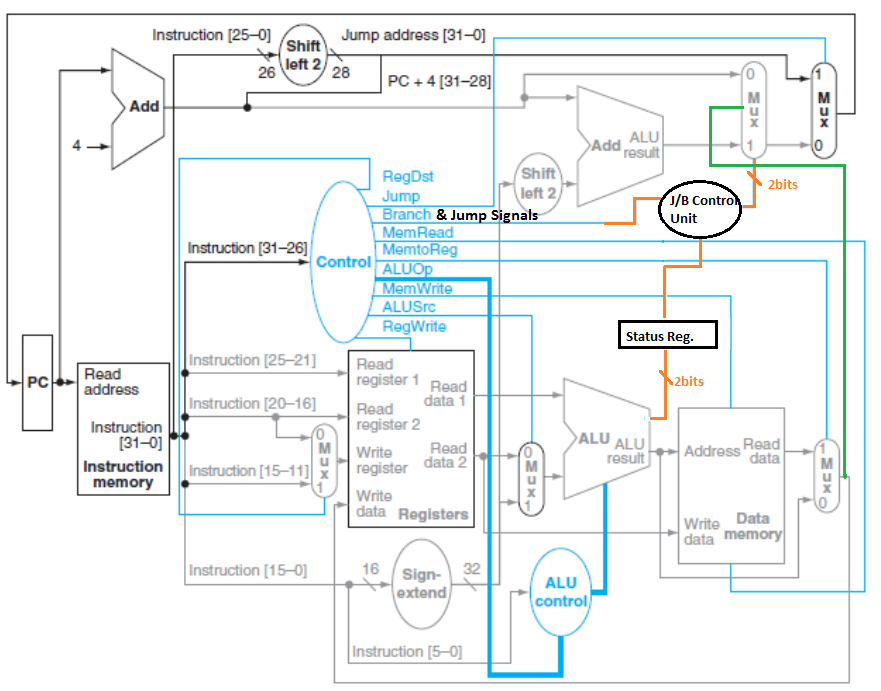 Instruction [25–0]
Shift
left 2
Jump address [31–0]
26
28
PC + 4 [31–28]
Add
4
0
M
u
x
1
1
M
u
x
0
Add
ALU
result
Shift
left 2
2bits
J/B Control
Unit
RegDst
Jump
Branch & Jump Signals
MemRead
MemtoReg
ALUOp
MemWrite
ALUSrc
RegWrite
Instruction [31–26]
Control
Status Reg.
2bits
PC
Read
address
Instruction
[31–0]
Instruction
memory
Instruction [25–21]
Instruction [20–16]
Instruction [15–11]
0
M
u
x
1
Read
register 1
Read
register 2
Write
register
Write
data
Read
data 1
Read
data 2
Registers
0
M
u
x
1
ALU
ALU
result
Address
Read
data
Write
data
Data
memory
1
M
u
x
0
Instruction [15–0]
16
Sign-
extend
32
ALU
control
Instruction [5–0]